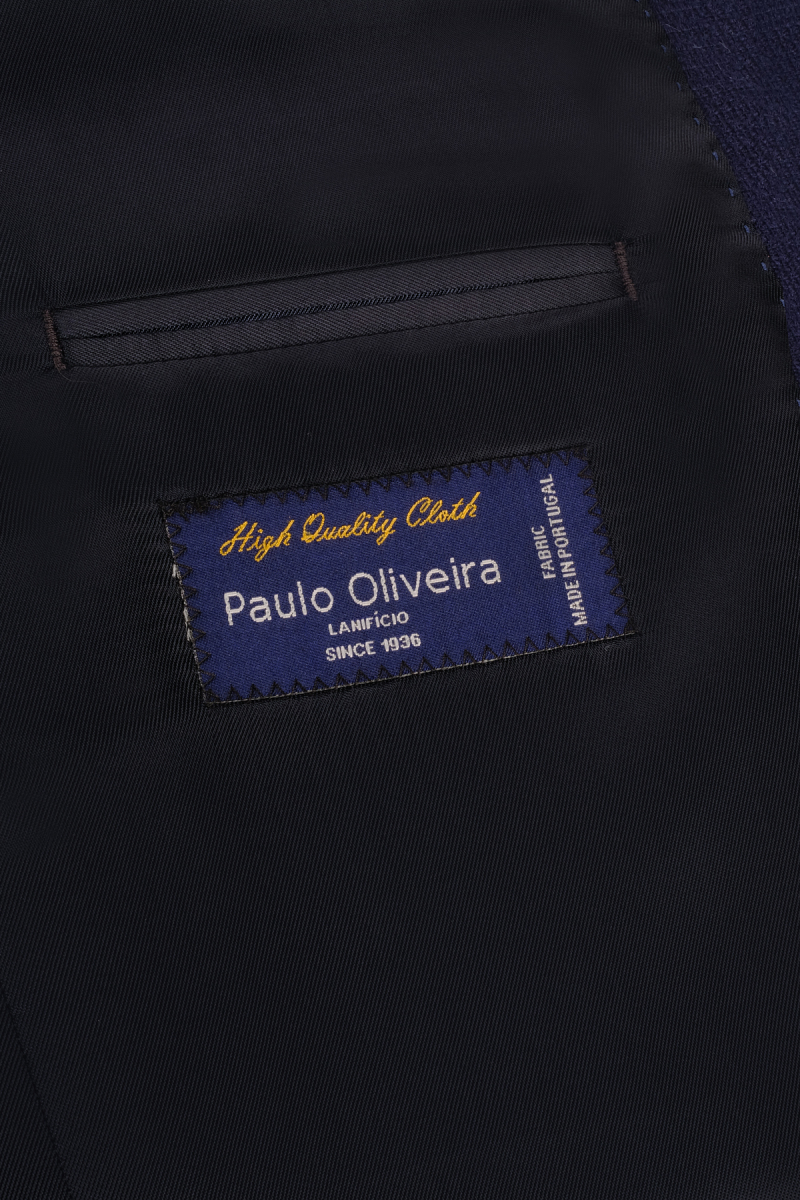 High Quality Cloth
Paulo Oliveira
LANIFÍCIO
SINCE 1936
FABRIC
MADE IN PORTUGAL